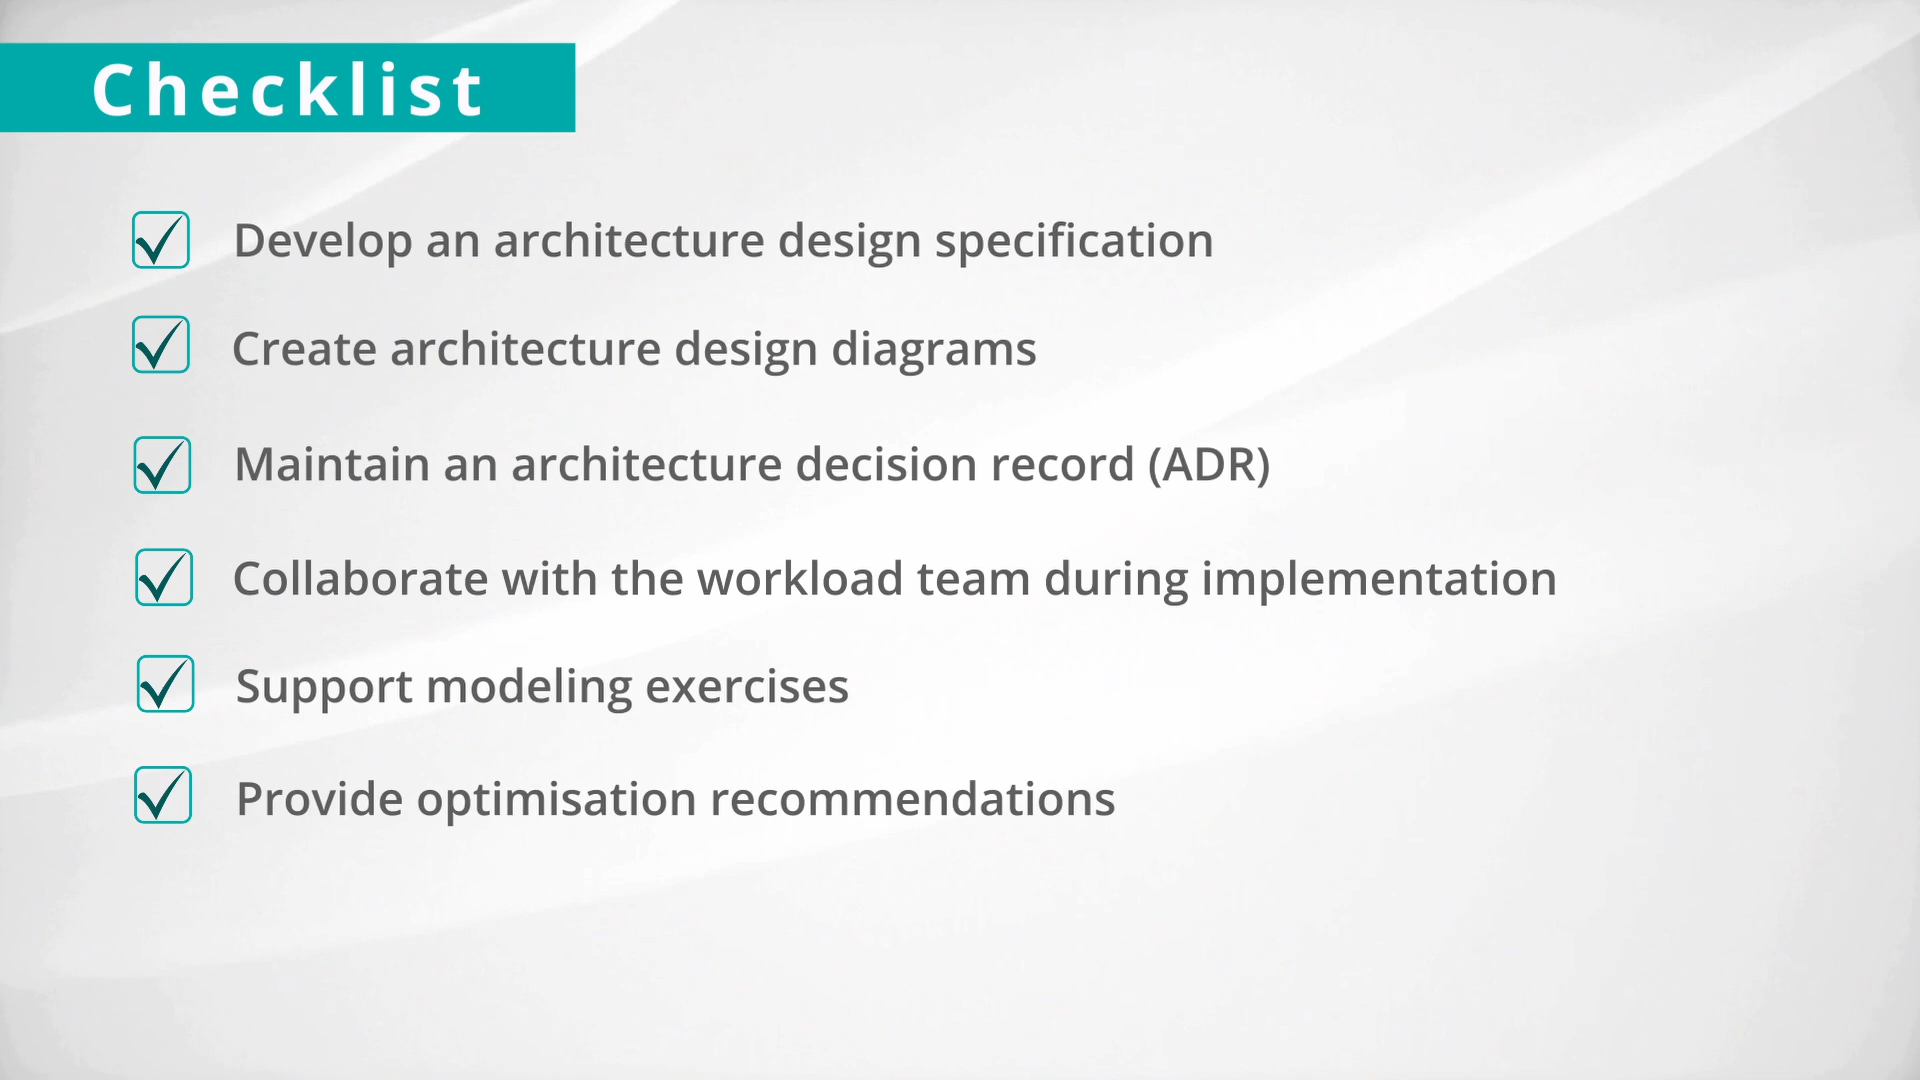 Checklist
Develop an architecture design specification
Create architecture design diagrams
Maintain an architecture decision record (ADR)
Collaborate with the workload team during implementation
Support modeling exercises
Provide optimisation recommendations